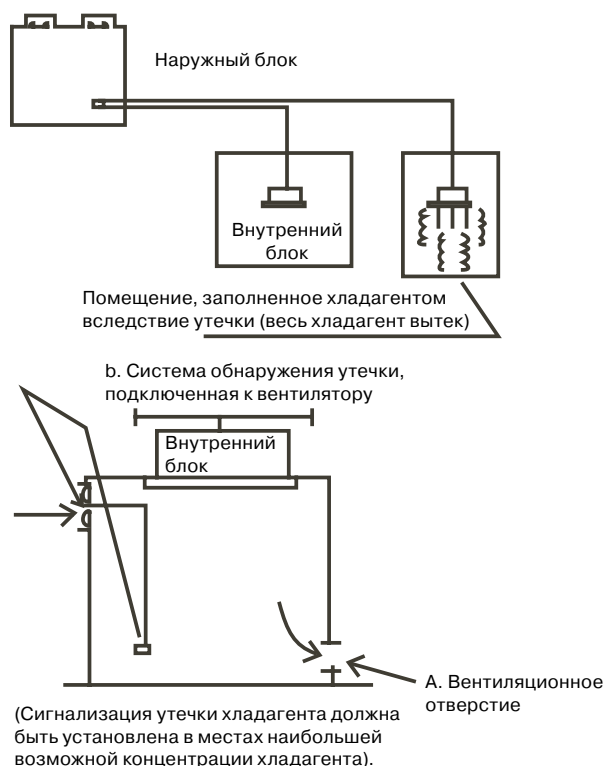 Наружный блок
Внутренний
блок
Помещение, заполненное хладагентом
вследствие утечки (весь хладагент вытек)
b. Система обнаружения утечки,
подключенная к вентилятору
Внутренний
блок
А. Вентиляционное
отверстие
(Сигнализация утечки хладагента должна
быть установлена в местах наибольшей
возможной концентрации хладагента).